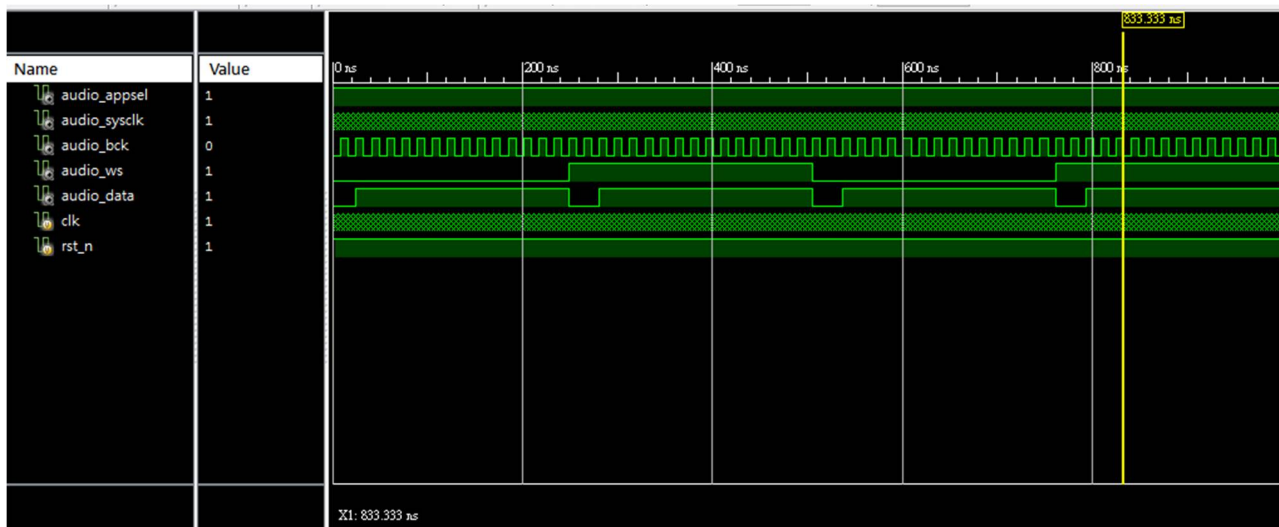 833.333 ns
Name Value
0 ns 200 ns 400 ns 600 ns 800 ns
audio_appsel 1
audio_sysclk 1
audio_bck 0
audio_ws 1
audio_data 1
clk 1
rst_n 1
X1: 833.333 ns